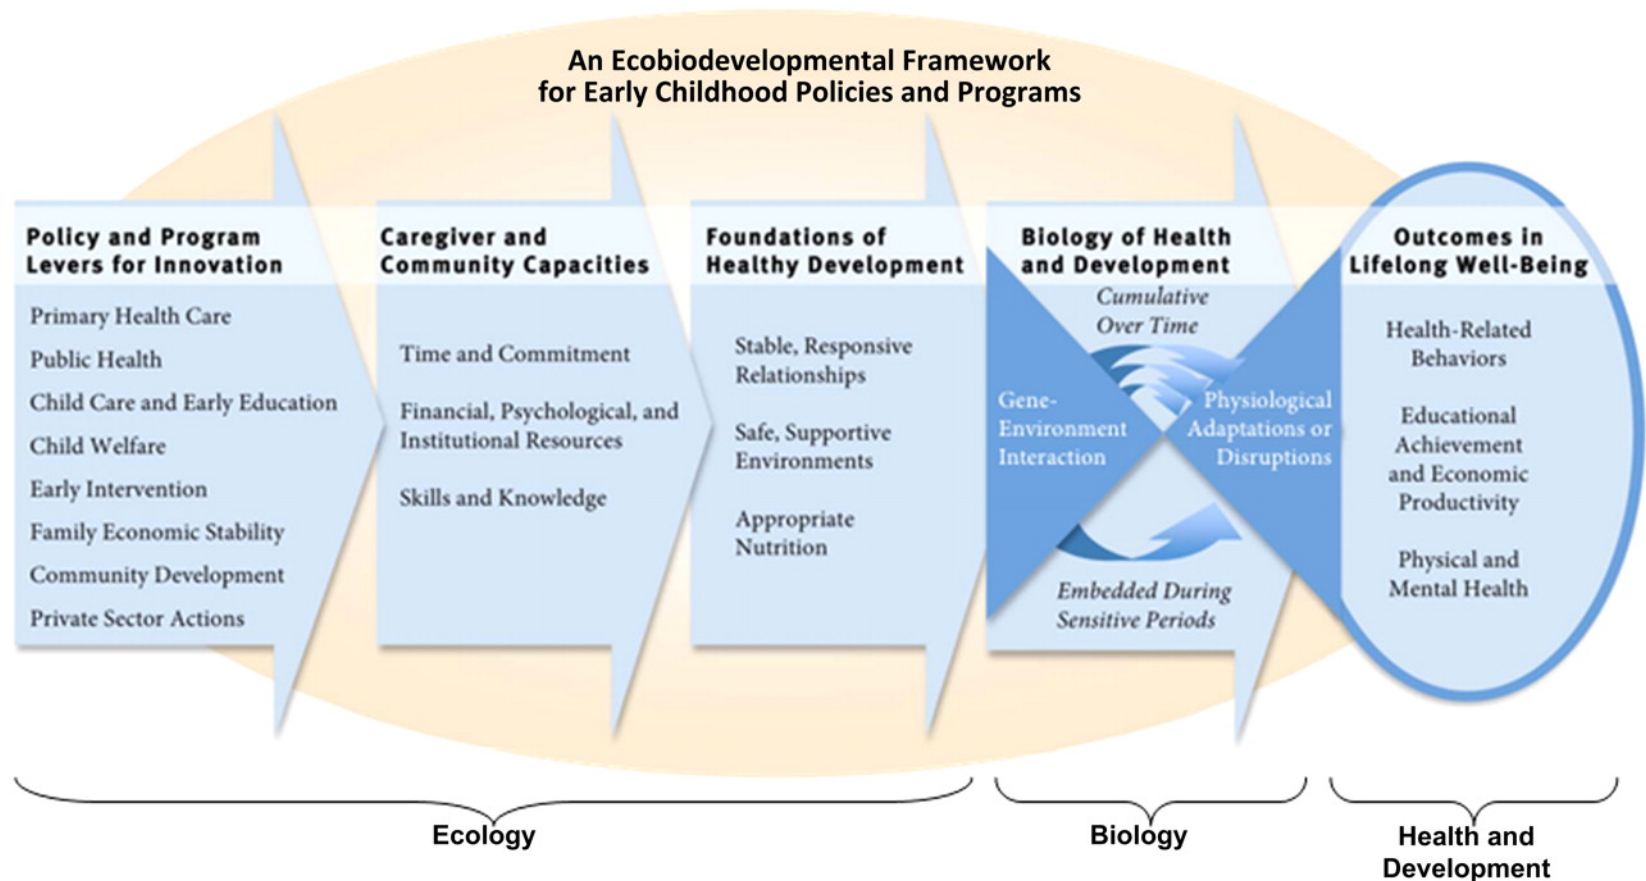 An Ecobiodevelopmental Framework
for Early Childhood Policies and Programs
Policy and Program
Levers for Innovation
Primary Health Care
Public Health
Child Care and Early Education
Child Welfare
Early Intervention
Family Economic Stability
Community Development
Private Sector Actions
Caregiver and
Community Capacities
Time and Commitment
Financial, Psychological, and
Institutional Resources
Skills and Knowledge
Foundations of
Healthy Development
Stable, Responsive
Relationships
Safe, Supportive
Environments
Appropriate
Nutrition
Biology of Health
and Development
Cumulative
Over Time
Gene-
Environment
Interaction
Physiological
Adaptations or
Disruptions
Embedded During
Sensitive Periods
Outcomes in
Lifelong Well-Being
Health-Related
Behaviors
Educational
Achievement
and Economic
Productivity
Physical and
Mental Health
Ecology
Biology
Health and
Development